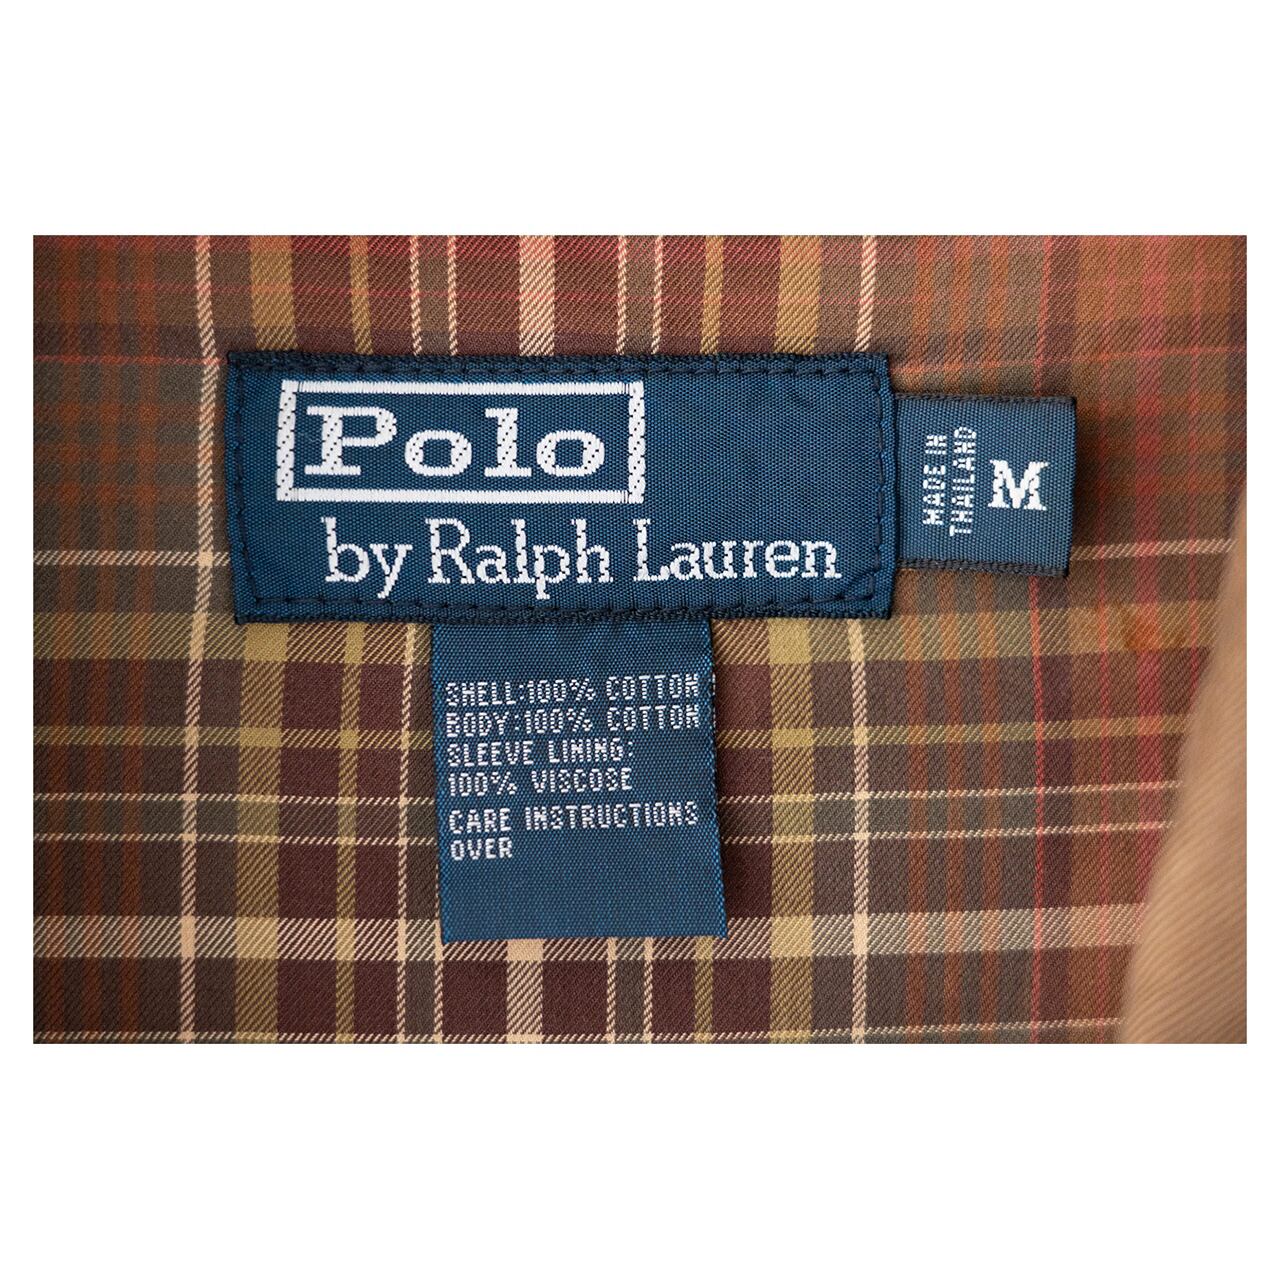 Polo
by Ralph Lauren
MADE IN
THAILAND
M
SHELL:100% COTTON
BODY:100% COTTON
SLEEVE LINING:
100% VISCOSE
CARE INSTRUCTIONS
OVER